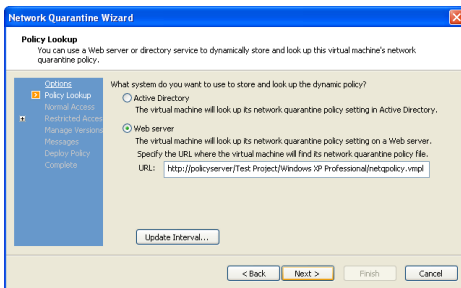 Network Quarantine Wizard
Policy Lookup
You can use a Web server or directory service to dynamically store and look up this virtual machine's network
quarantine policy.
Options
Policy Lookup
Normal Access
Restricted Acces
Manage Versions
Messages
Deploy Policy
Complete
What system do you want to use to store and look up the dynamic policy?
Active Directory
The virtual machine will look up its network quarantine policy setting in Active Directory.
Web server
The virtual machine will look up its network quarantine policy setting on a Web server.
Specify the URL where the virtual machine will find its network quarantine policy file.
URL: http://policyserver/Test Project/Windows XP Professional/netqpolicy.vmpl
Update Interval...
< Back Next > Finish Cancel